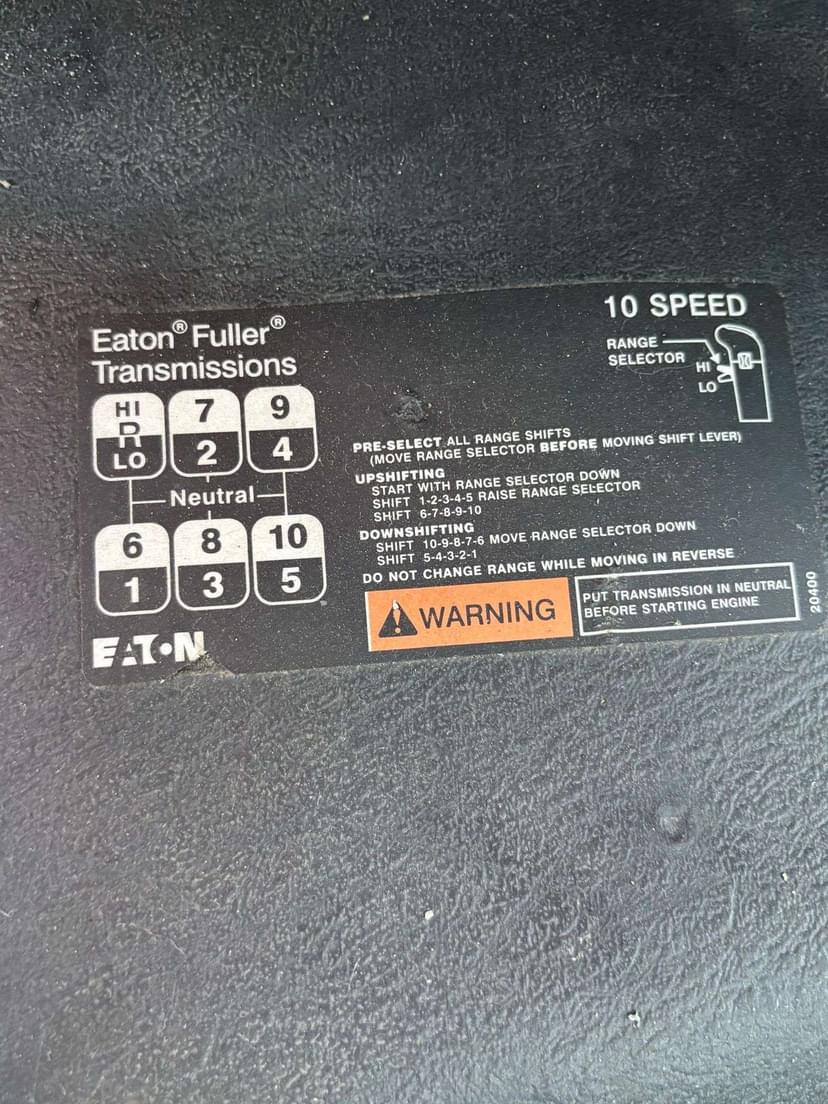 10 SPEED
Eaton® Fuller®
Transmissions
RANGE
SELECTOR
HI
LO
HI 7 9
R
LO 2 4
Neutral
6 8 10
1 3 5
EATON
PRE-SELECT ALL RANGE SHIFTS
(MOVE RANGE SELECTOR BEFORE MOVING SHIFT LEVER)
UPSHIFTING
START WITH RANGE SELECTOR DOWN
SHIFT 1-2-3-4-5 RAISE RANGE SELECTOR
SHIFT 6-7-8-9-10
DOWNSHIFTING
SHIFT 10-9-8-7-6 MOVE RANGE SELECTOR DOWN
SHIFT 5-4-3-2-1
DO NOT CHANGE RANGE WHILE MOVING IN REVERSE
WARNING
PUT TRANSMISSION IN NEUTRAL
BEFORE STARTING ENGINE
20400